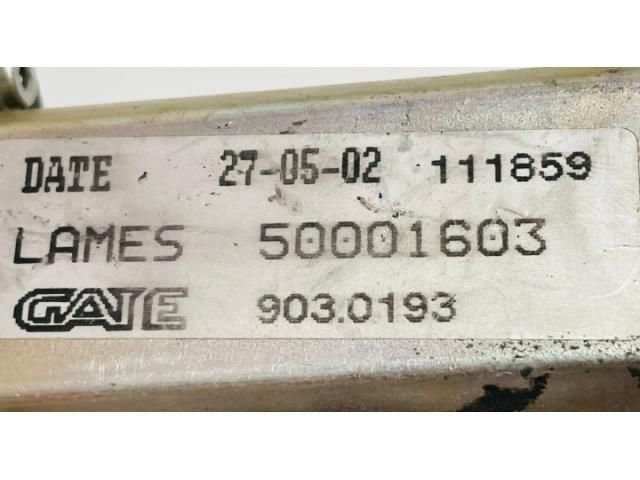 DATE 27-05-02 111859
LAMES 50001603
GATE 903.0193